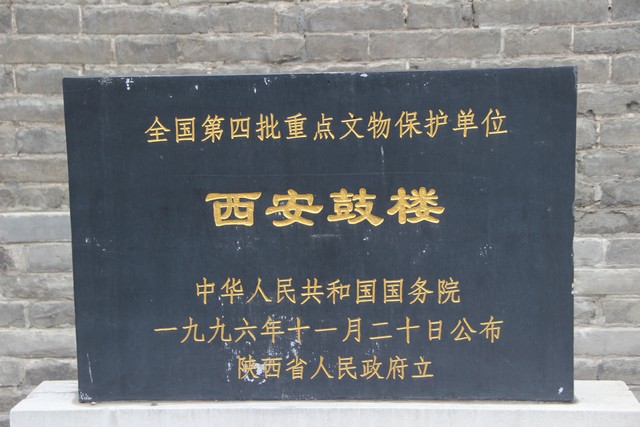 全国第四批重点文物保护单位
西安鼓楼
中华人民共和国国务院
一九九六年十一月二十日公布
陕西省人民政府立